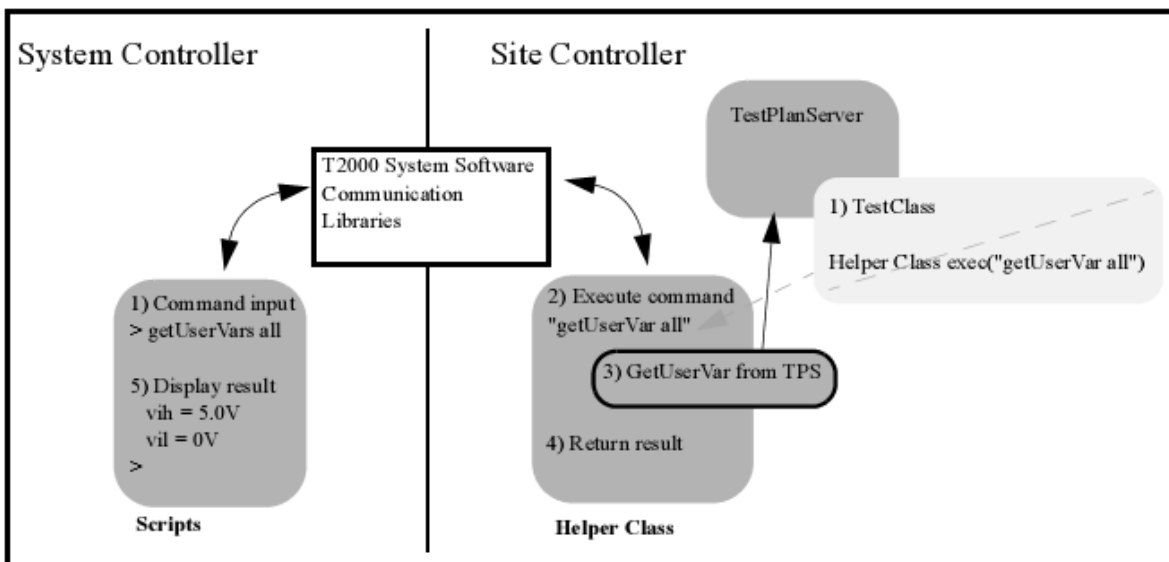 System Controller
Site Controller
TestPlanServer
T2000 System Software
Communication
Libraries
1) TestClass
Helper Class exec("getUserVar all")
1) Command input
> getUserVars all
5) Display result
vih = 5.0V
vil = 0V
>
Scripts
2) Execute command
"getUserVar all"
3) GetUserVar from TPS
4) Return result
Helper Class